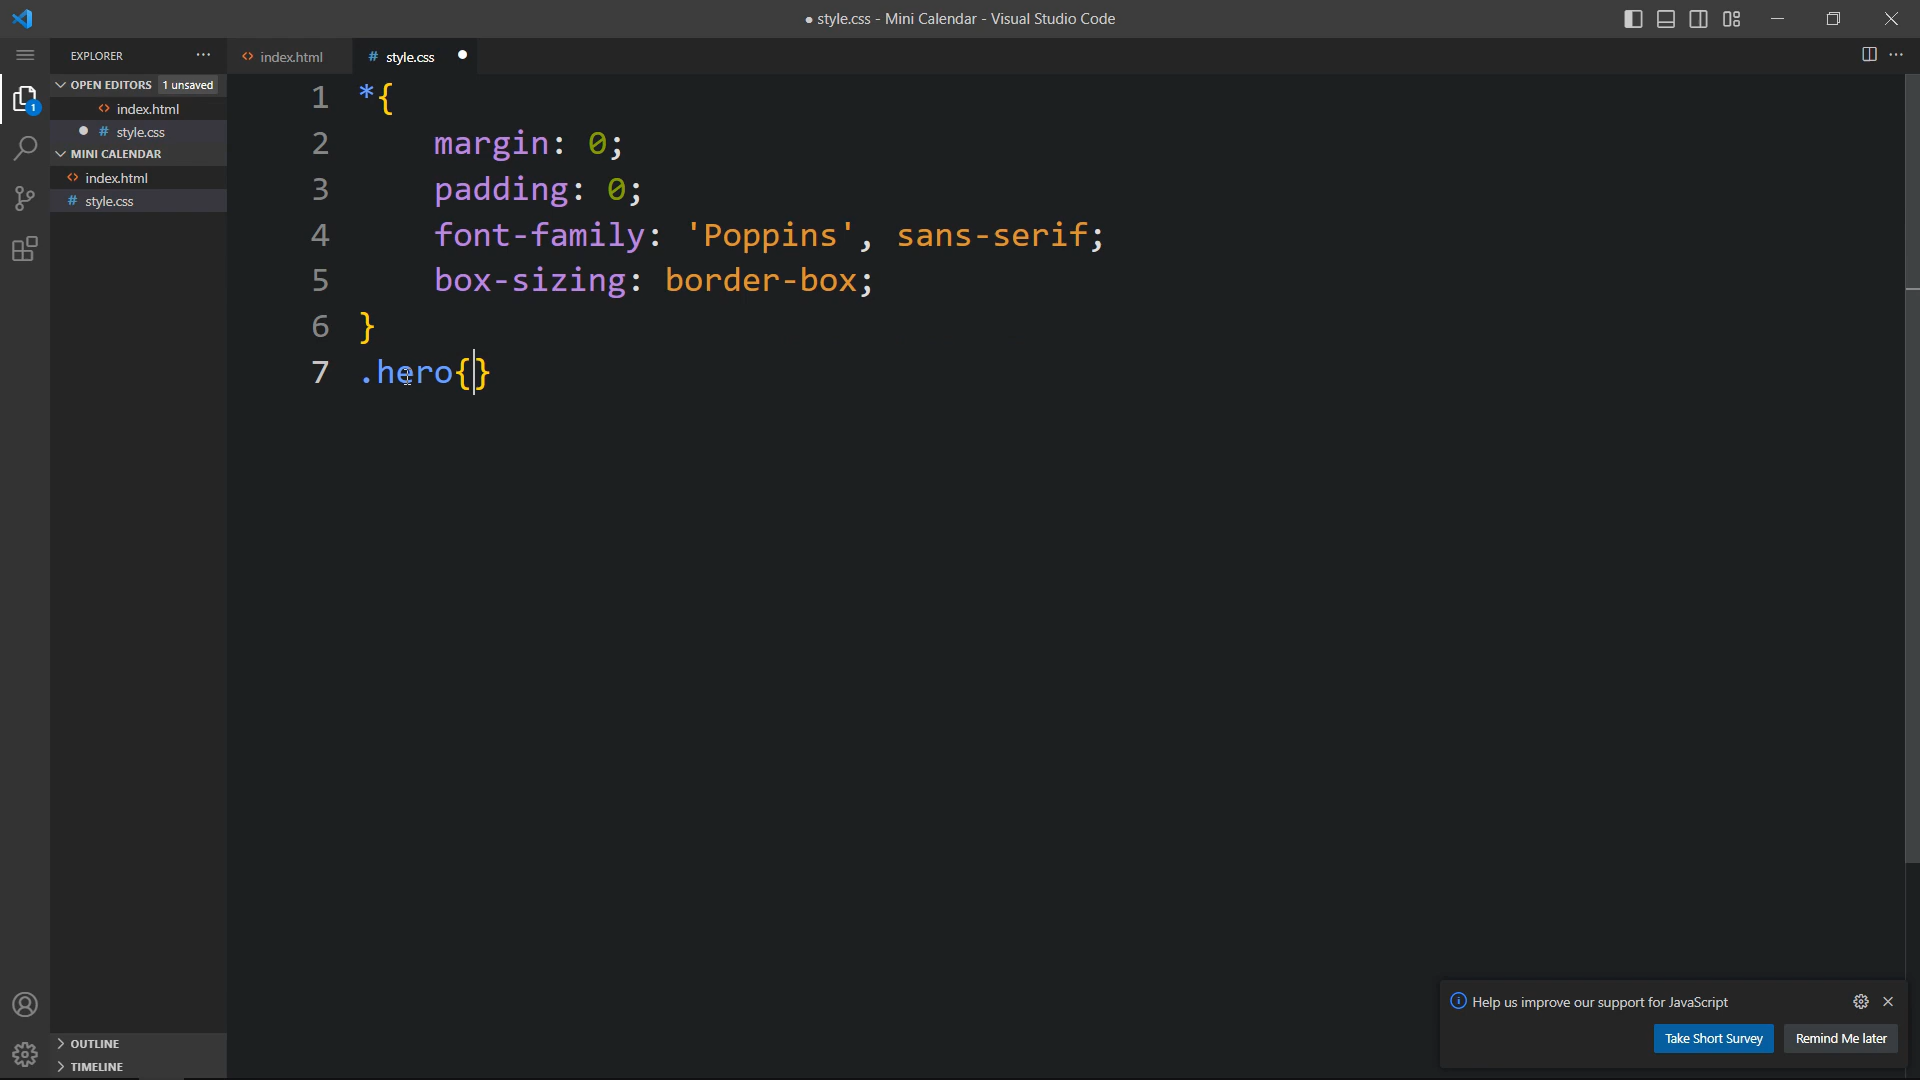 ● style.css - Mini Calendar - Visual Studio Code
EXPLORER
index.html
# style.css
OPEN EDITORS 1 unsaved
index.html
# style.css
MINI CALENDAR
index.html
# style.css
1
1 *{
2 margin: 0;
3 padding: 0;
4 font-family: 'Poppins', sans-serif;
5 box-sizing: border-box;
6 }
7 .hero{}
OUTLINE
TIMELINE
Help us improve our support for JavaScript
Take Short Survey
Remind Me later